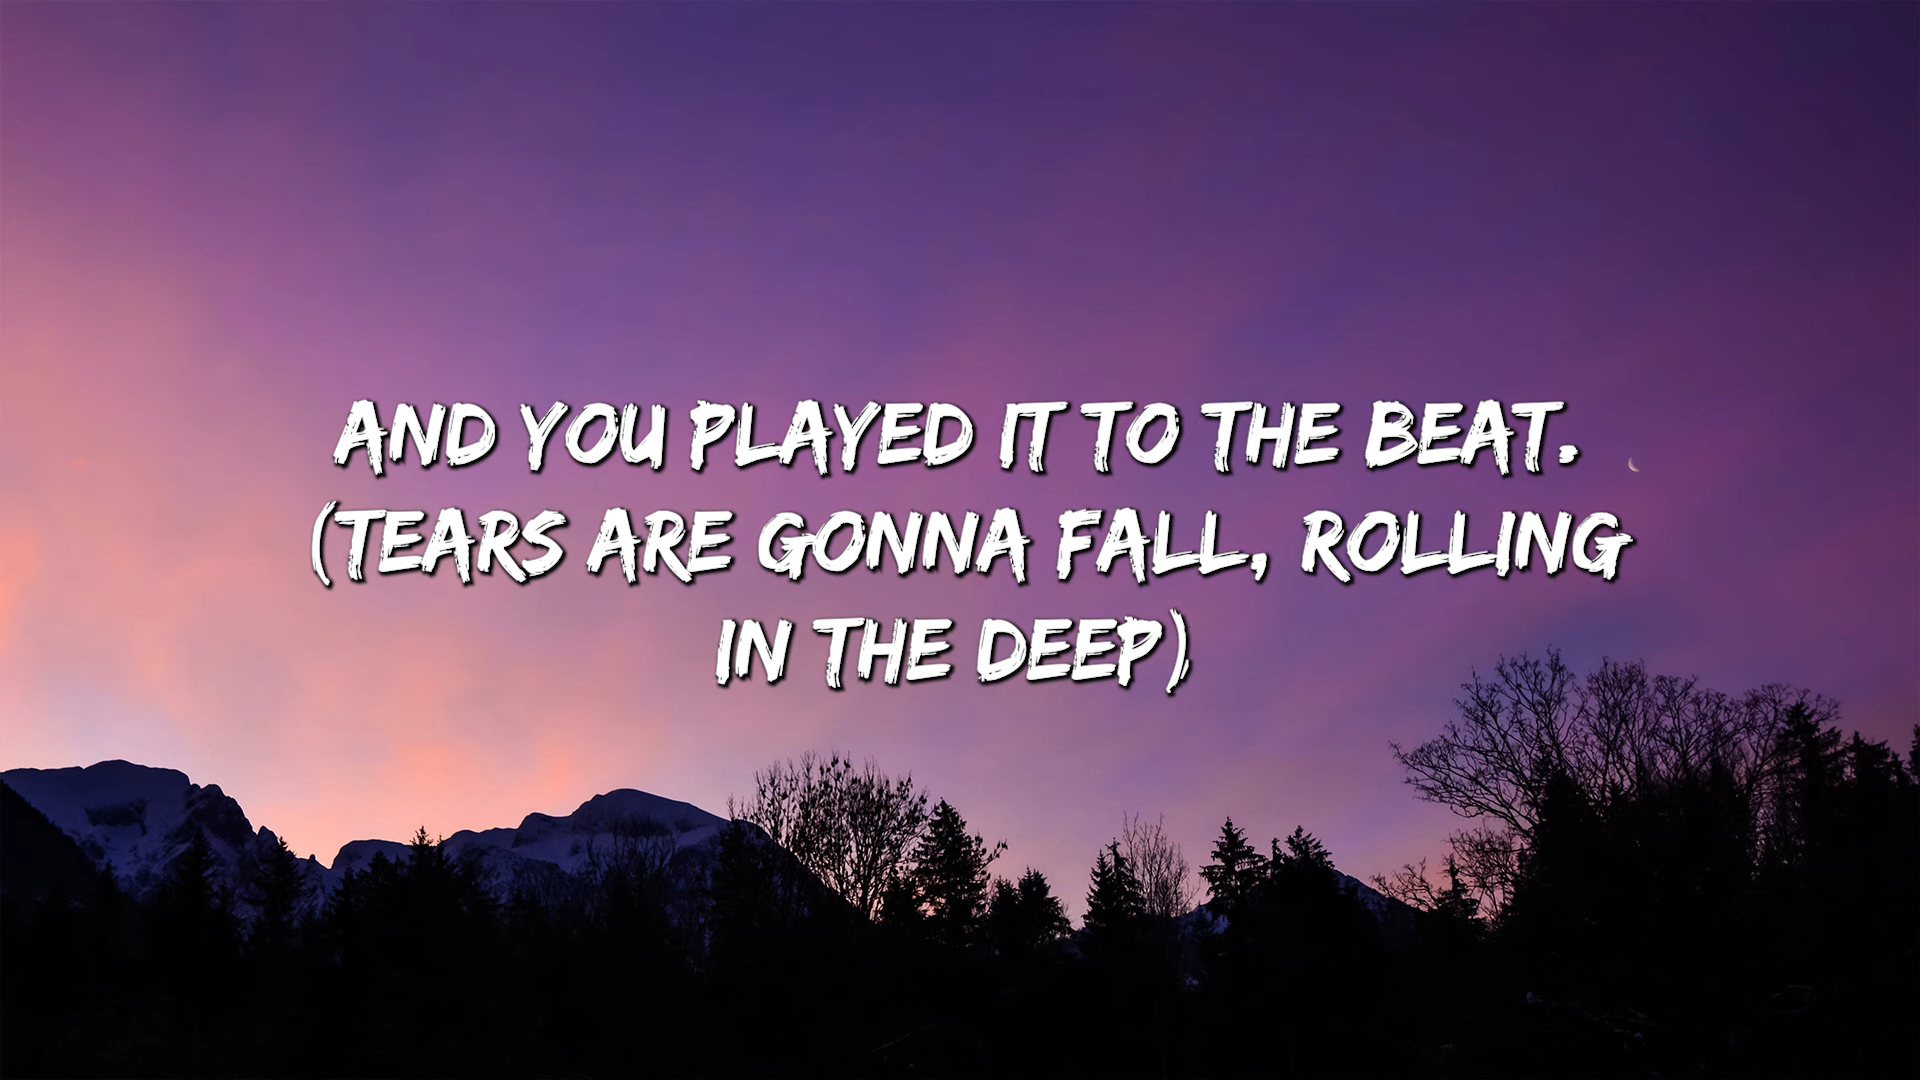 AND YOU PLAYED IT TO THE BEAT.
(TEARS ARE GONNA FALL, ROLLING
IN THE DEEP)